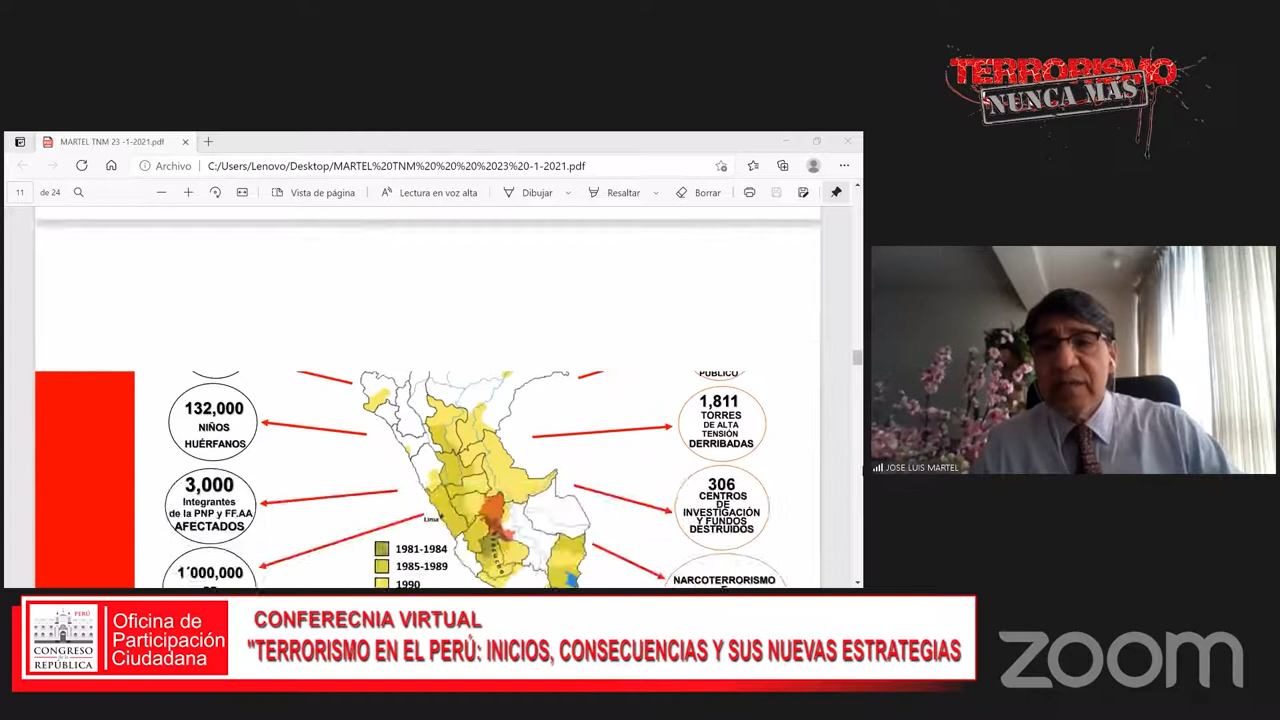 TERRORISMO
NUNCA MÁS
MARTEL TNM 23 -1-2021.pdf
Archivo
C:/Users/Lenovo/Desktop/MARTEL%20TNM%20%20%20%2023%20-1-2021.pdf
11 de 24
Vista de página
Lectura en voz alta
Dibujar
Resaltar
Borrar
PÚBLICO
132,000
NIÑOS
HUÉRFANOS
1,811
TORRES
DE ALTA
TENSIÓN
DERRIBADAS
3,000
Integrantes
de la PNP y FF.AA
AFECTADOS
306
CENTROS
DE
INVESTIGACIÓN
Y FUNDOS
DESTRUIDOS
Lima
1´000,000
1981-1984
1985-1989
1990
NARCOTERRORISMO
JOSE LUIS MARTEL
PERÚ
CONGRESO
de la
REPÚBLICA
Oficina de
Participación
Ciudadana
CONFERECNIA VIRTUAL
"TERRORISMO EN EL PERÚ: INICIOS, CONSECUENCIAS Y SUS NUEVAS ESTRATEGIAS
zoom